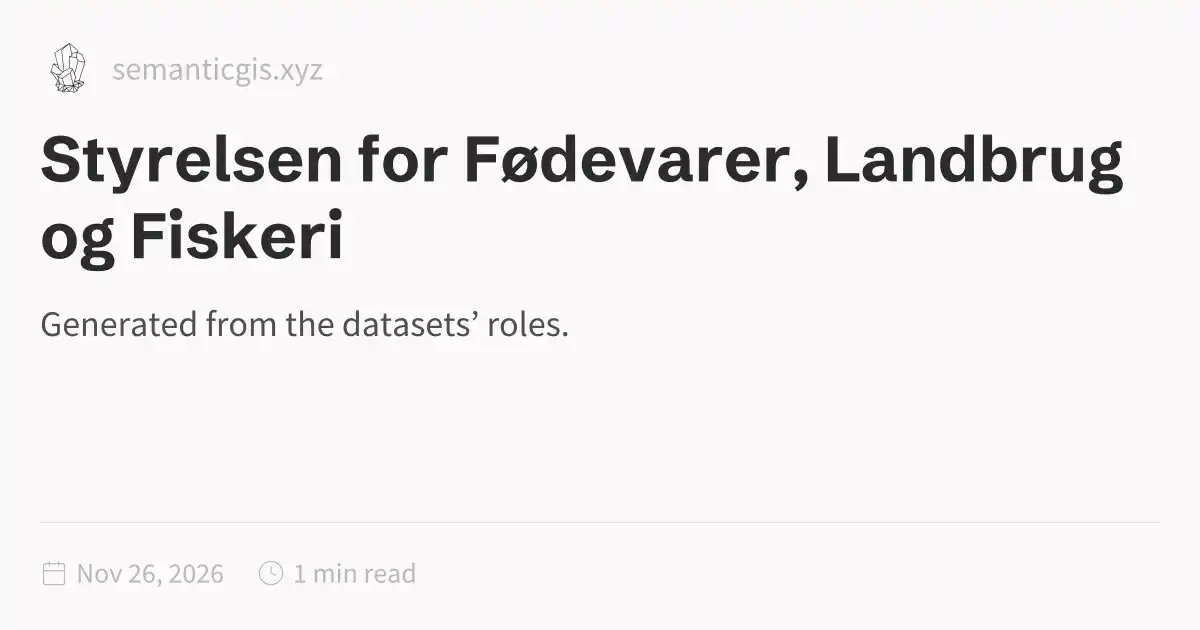 semanticgis.xyz
Styrelsen for Fødevarer, Landbrug
og Fiskeri
Generated from the datasets’ roles.
Nov 26, 2026 1 min read